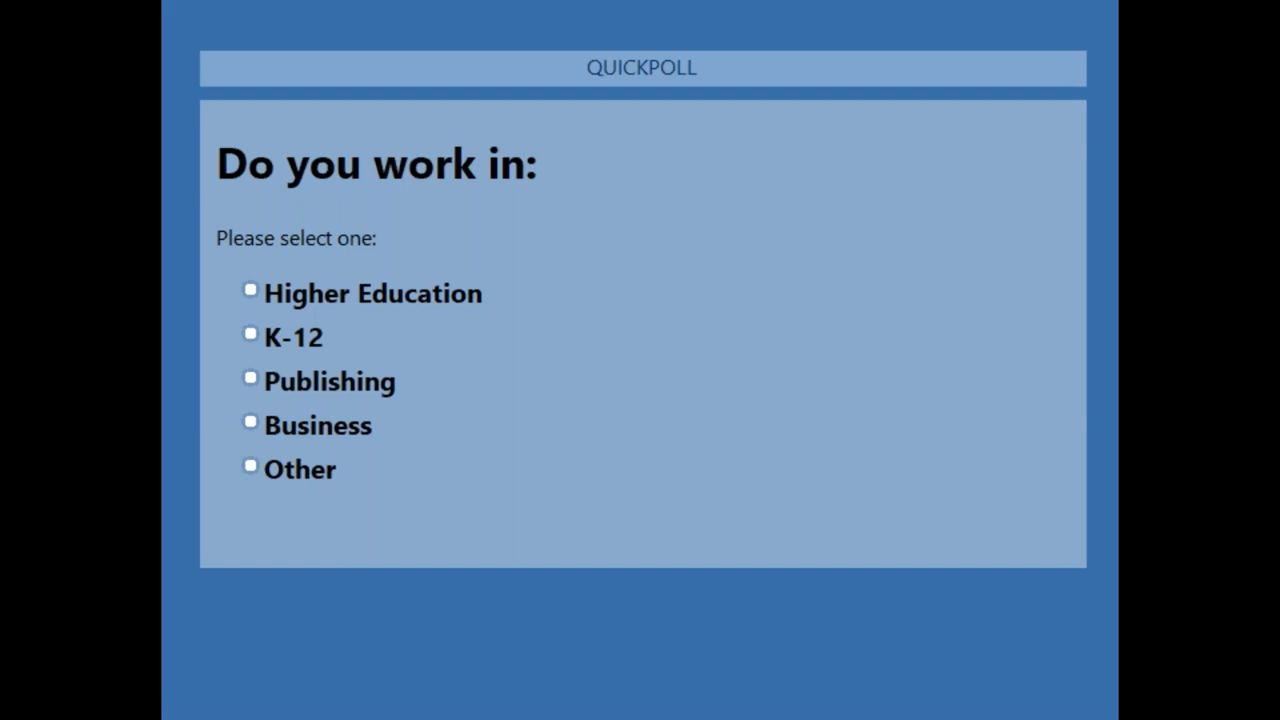 QUICKPOLL
Do you work in:
Please select one:
Higher Education
K-12
Publishing
Business
Other